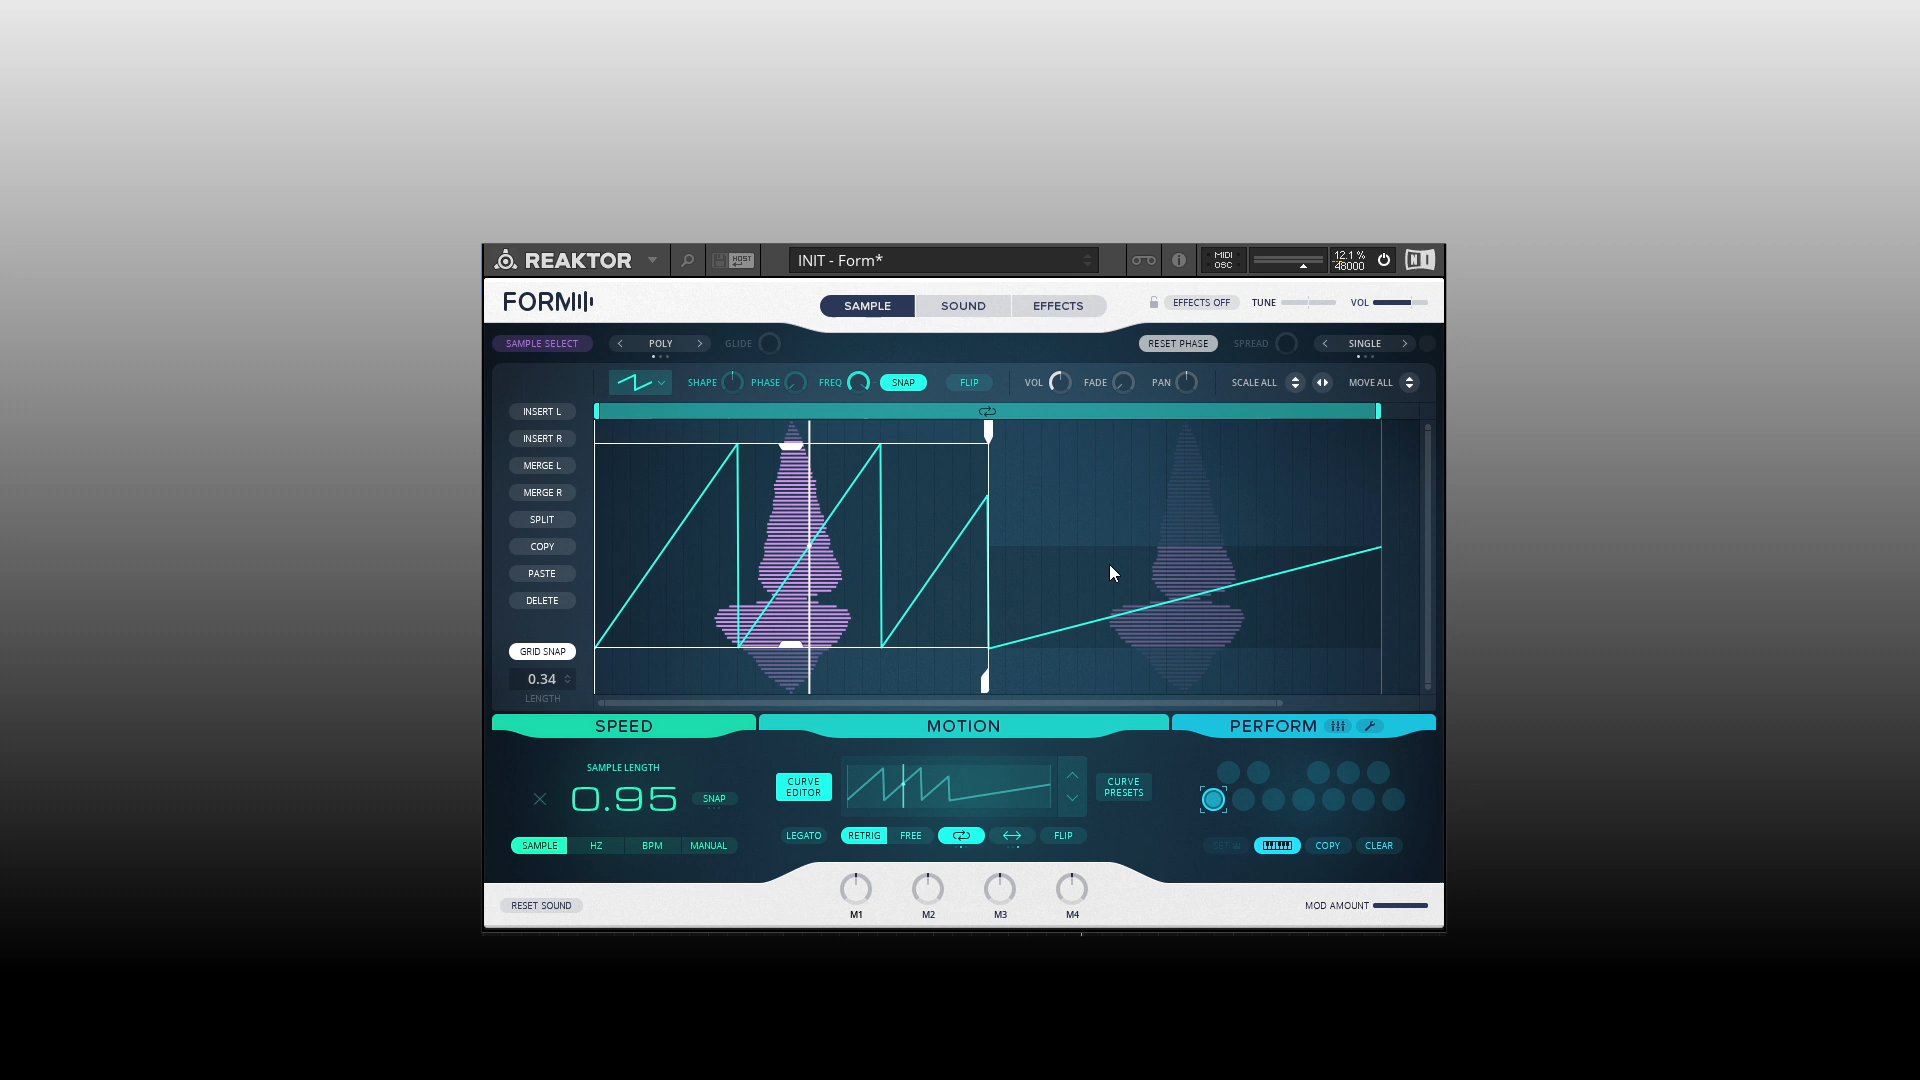 REAKTOR
HOST
INIT - Form*
MIDI
OSC
12.1 %
48000
NI
FORM
SAMPLE SOUND EFFECTS
EFFECTS OFF TUNE VOL
SAMPLE SELECT POLY GLIDE RESET PHASE SPREAD SINGLE
SHAPE PHASE FREQ SNAP FLIP VOL FADE PAN SCALE ALL MOVE ALL
INSERT L
INSERT R
MERGE L
MERGE R
SPLIT
COPY
PASTE
DELETE
GRID SNAP
0.34
LENGTH
SPEED MOTION PERFORM
SAMPLE LENGTH
0.95 SNAP
SAMPLE HZ BPM MANUAL
CURVE
EDITOR
CURVE
PRESETS
LEGATO RETRIG FREE FLIP
SET COPY CLEAR
RESET SOUND
M1 M2 M3 M4
MOD AMOUNT